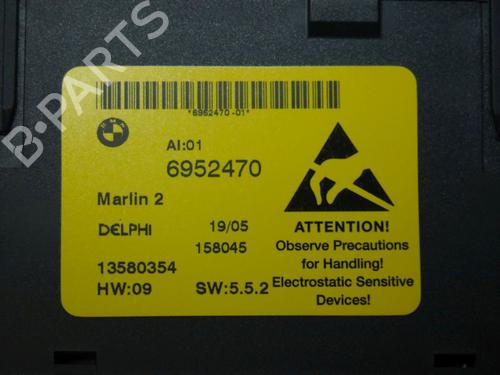 *6952470-01*
BMW
AI:01
6952470
Marlin 2
DELPHI
19/05
158045
13580354
HW:09 SW:5.5.2
ATTENTION!
Observe Precautions
for Handling!
Electrostatic Sensitive
Devices!
B-PARTS